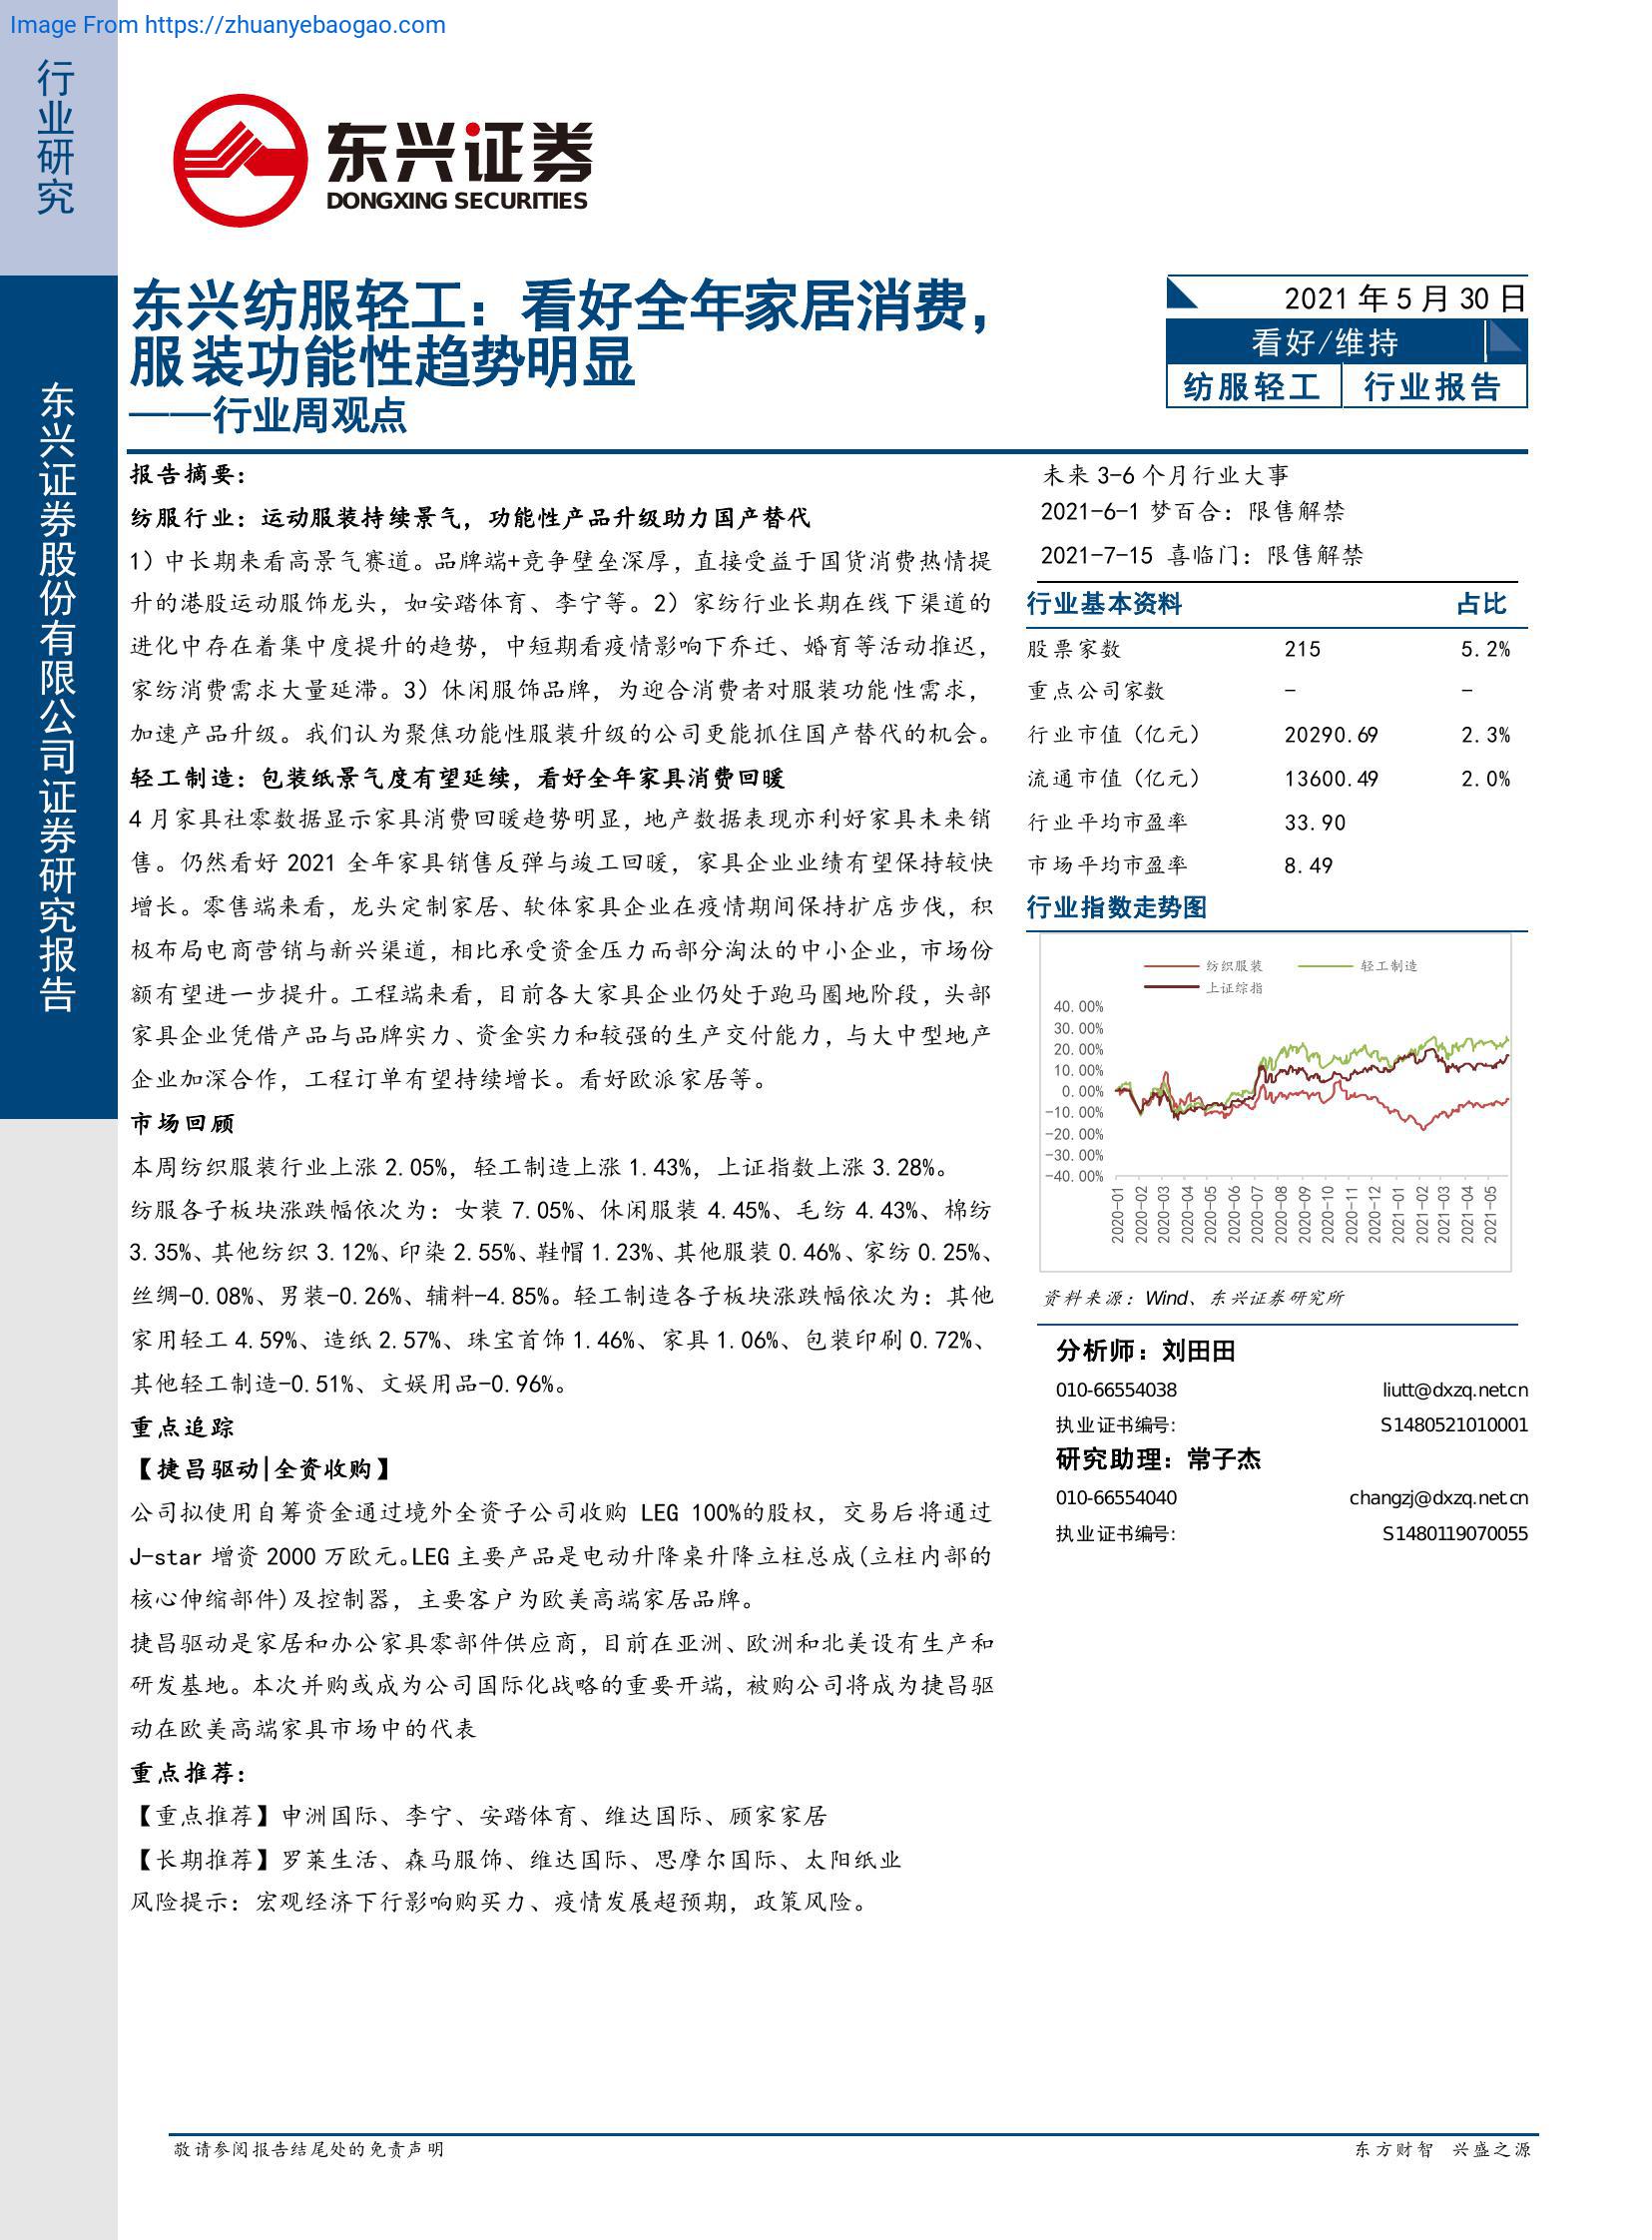 Image From https://zhuanyebaogao.com
行业研究
东兴证券股份有限公司证券研究报告
东兴证券
DONGXING SECURITIES
东兴纺服轻工：看好全年家居消费，
服装功能性趋势明显
——行业周观点
2021 年 5 月 30 日
看好/维持
纺服轻工 行业报告
报告摘要：
纺服行业：运动服装持续景气，功能性产品升级助力国产替代
1）中长期来看高景气赛道。品牌端+竞争壁垒深厚，直接受益于国货消费热情提
升的港股运动服饰龙头，如安踏体育、李宁等。2）家纺行业长期在线下渠道的
进化中存在着集中度提升的趋势，中短期看疫情影响下乔迁、婚育等活动推迟，
家纺消费需求大量延滞。3）休闲服饰品牌，为迎合消费者对服装功能性需求，
加速产品升级。我们认为聚焦功能性服装升级的公司更能抓住国产替代的机会。
轻工制造：包装纸景气度有望延续，看好全年家具消费回暖
4 月家具社零数据显示家具消费回暖趋势明显，地产数据表现亦利好家具未来销
售。仍然看好 2021 全年家具销售反弹与竣工回暖，家具企业业绩有望保持较快
增长。零售端来看，龙头定制家居、软体家具企业在疫情期间保持扩店步伐，积
极布局电商营销与新兴渠道，相比承受资金压力而部分淘汰的中小企业，市场份
额有望进一步提升。工程端来看，目前各大家具企业仍处于跑马圈地阶段，头部
家具企业凭借产品与品牌实力、资金实力和较强的生产交付能力，与大中型地产
企业加深合作，工程订单有望持续增长。看好欧派家居等。
市场回顾
本周纺织服装行业上涨 2.05%，轻工制造上涨 1.43%，上证指数上涨 3.28%。
纺服各子板块涨跌幅依次为：女装 7.05%、休闲服装 4.45%、毛纺 4.43%、棉纺
3.35%、其他纺织 3.12%、印染 2.55%、鞋帽 1.23%、其他服装 0.46%、家纺 0.25%、
丝绸-0.08%、男装-0.26%、辅料-4.85%。轻工制造各子板块涨跌幅依次为：其他
家用轻工 4.59%、造纸 2.57%、珠宝首饰 1.46%、家具 1.06%、包装印刷 0.72%、
其他轻工制造-0.51%、文娱用品-0.96%。
重点追踪
【捷昌驱动|全资收购】
公司拟使用自筹资金通过境外全资子公司收购 LEG 100%的股权，交易后将通过
J-star 增资 2000 万欧元。LEG 主要产品是电动升降桌升降立柱总成(立柱内部的
核心伸缩部件)及控制器，主要客户为欧美高端家居品牌。
捷昌驱动是家居和办公家具零部件供应商，目前在亚洲、欧洲和北美设有生产和
研发基地。本次并购或成为公司国际化战略的重要开端，被购公司将成为捷昌驱
动在欧美高端家具市场中的代表
重点推荐：
【重点推荐】申洲国际、李宁、安踏体育、维达国际、顾家家居
【长期推荐】罗莱生活、森马服饰、维达国际、思摩尔国际、太阳纸业
风险提示：宏观经济下行影响购买力、疫情发展超预期，政策风险。
未来 3-6 个月行业大事
2021-6-1 梦百合：限售解禁
2021-7-15 喜临门：限售解禁
行业基本资料 占比
股票家数 215 5.2%
重点公司家数 - -
行业市值（亿元） 20290.69 2.3%
流通市值（亿元） 13600.49 2.0%
行业平均市盈率 33.90
市场平均市盈率 8.49
行业指数走势图
纺织服装 轻工制造
上证综指
40.00%
30.00%
20.00%
10.00%
0.00%
-10.00%
-20.00%
-30.00%
-40.00%
2020-01 2020-02 2020-03 2020-04 2020-05 2020-06 2020-07 2020-08 2020-09 2020-10 2020-11 2020-12 2021-01 2021-02 2021-03 2021-04 2021-05
资料来源：Wind、东兴证券研究所
分析师：刘田田
010-66554038 liutt@dxzq.net.cn
执业证书编号: S1480521010001
研究助理：常子杰
010-66554040 changzj@dxzq.net.cn
执业证书编号: S1480119070055
敬请参阅报告结尾处的免责声明 东方财智 兴盛之源